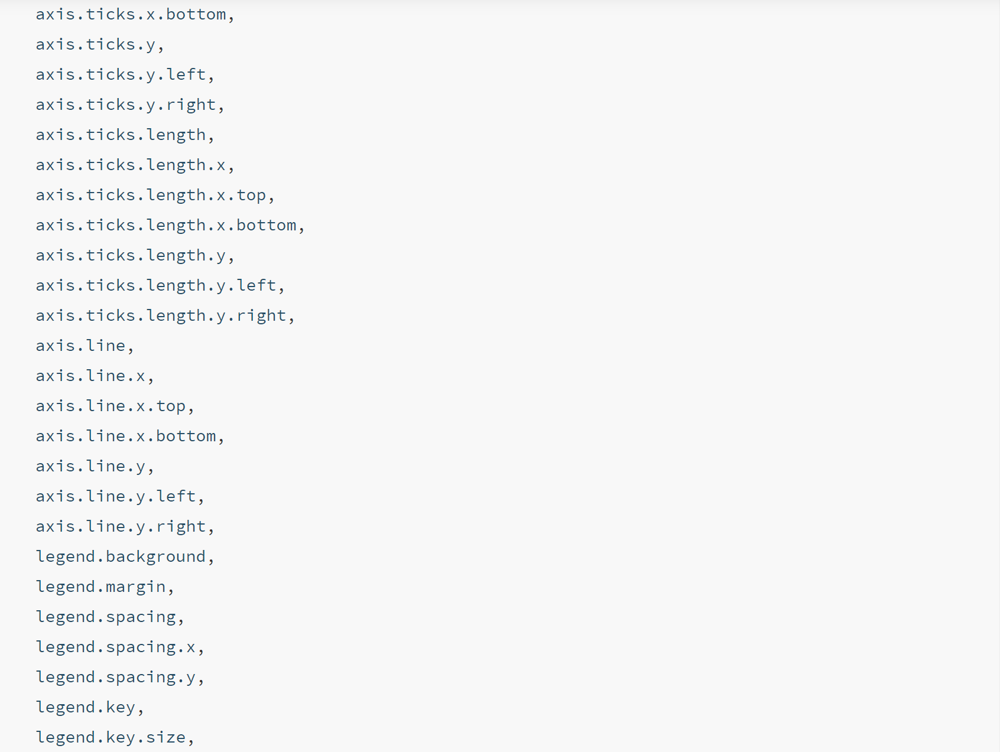 axis.ticks.x.bottom,
axis.ticks.y,
axis.ticks.y.left,
axis.ticks.y.right,
axis.ticks.length,
axis.ticks.length.x,
axis.ticks.length.x.top,
axis.ticks.length.x.bottom,
axis.ticks.length.y,
axis.ticks.length.y.left,
axis.ticks.length.y.right,
axis.line,
axis.line.x,
axis.line.x.top,
axis.line.x.bottom,
axis.line.y,
axis.line.y.left,
axis.line.y.right,
legend.background,
legend.margin,
legend.spacing,
legend.spacing.x,
legend.spacing.y,
legend.key,
legend.key.size,